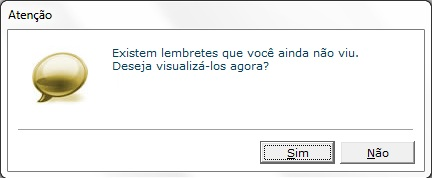 Atenção
Existem lembretes que você ainda não viu.
Deseja visualizá-los agora?
Sim
Não